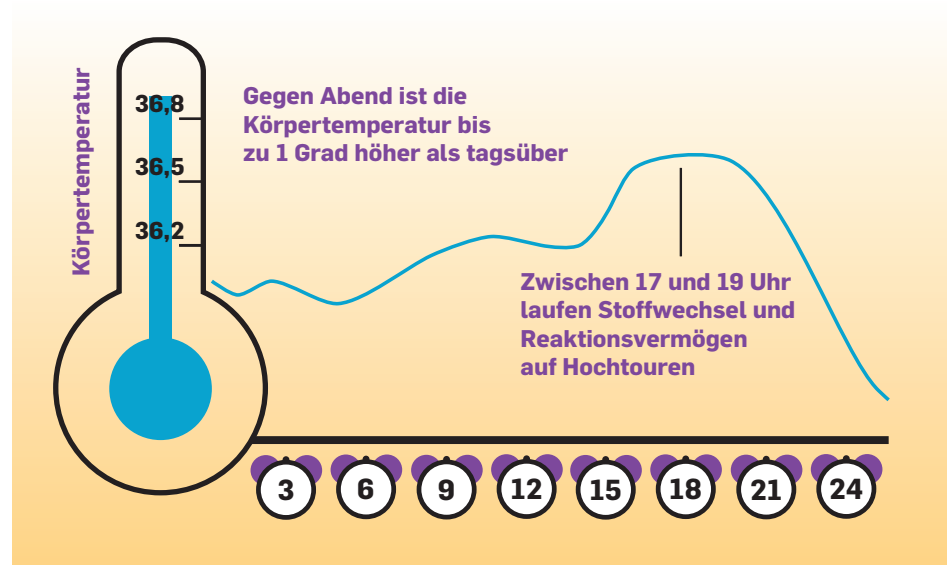 Körpertemperatur
36,8
36,5
36,2
Gegen Abend ist die
Körpertemperatur bis
zu 1 Grad höher als tagsüber
Zwischen 17 und 19 Uhr
laufen Stoffwechsel und
Reaktionsvermögen
auf Hochtouren
3 6 9 12 15 18 21 24